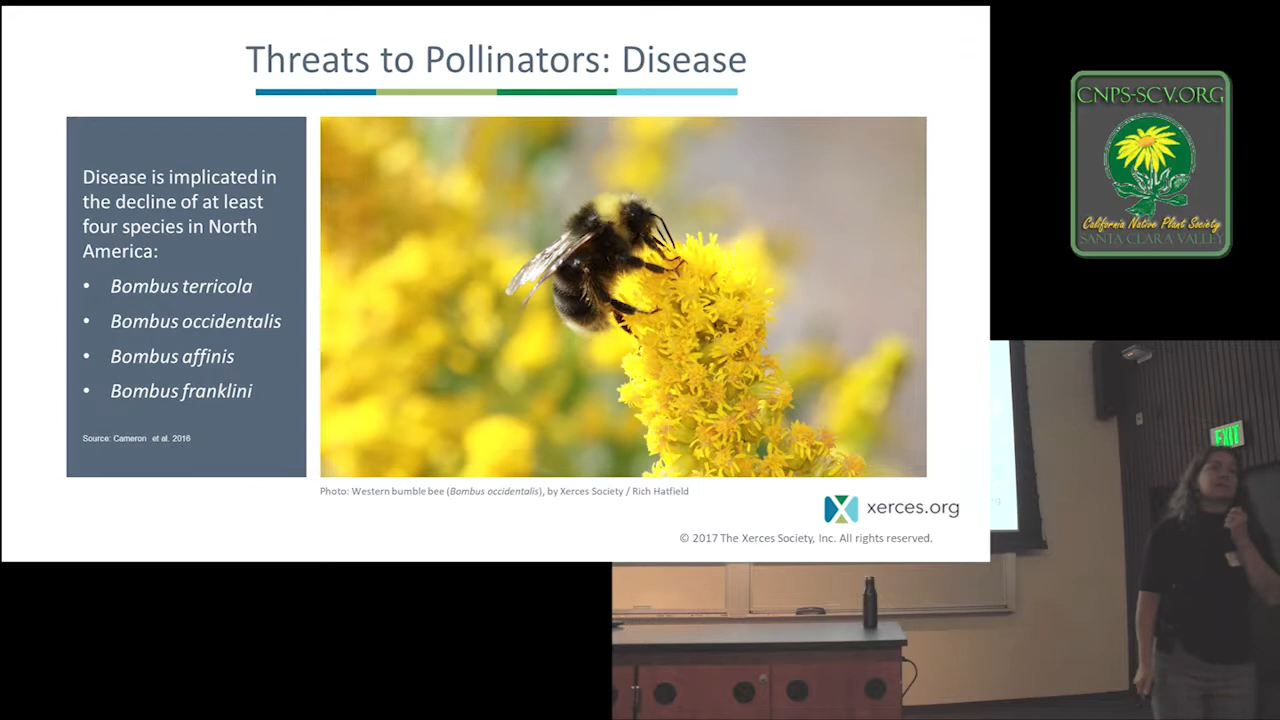 Threats to Pollinators: Disease
Disease is implicated in
the decline of at least
four species in North
America:
• Bombus terricola
• Bombus occidentalis
• Bombus affinis
• Bombus franklini
Source: Cameron et al. 2016
Photo: Western bumble bee (Bombus occidentalis), by Xerces Society / Rich Hatfield
xerces.org
© 2017 The Xerces Society, Inc. All rights reserved.
CNPS-SCV.ORG
California Native Plant Society
SANTA CLARA VALLEY
EXIT